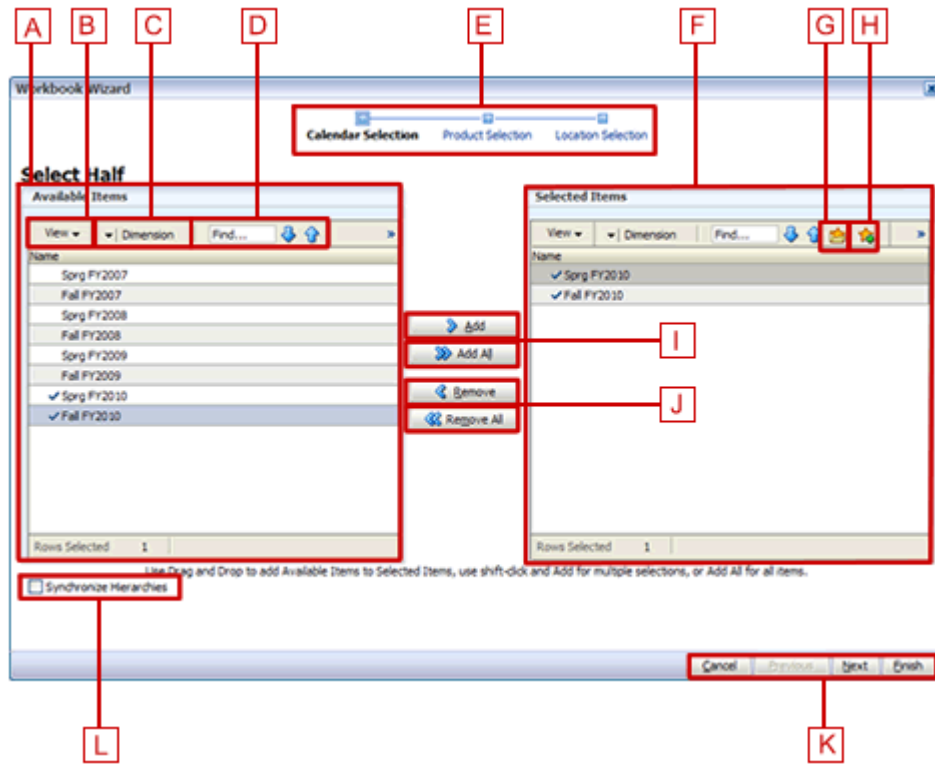 A B C D E F G H
Workbook Wizard
Calendar Selection Product Selection Location Selection
Select Half
Available Items
View Dimension Find... »
Name
Sprg FY2007
Fall FY2007
Sprg FY2008
Fall FY2008
Sprg FY2009
Fall FY2009
Sprg FY2010
Fall FY2010
Rows Selected 1
Add
Add All
Remove
Remove All
I
J
Selected Items
View Dimension Find... »
Name
Sprg FY2010
Fall FY2010
Rows Selected 1
Use Drag and Drop to add Available Items to Selected Items, use shift-click and Add for multiple selections, or Add All for all items.
Synchronize Hierarchies
Cancel Previous Next Finish
L K